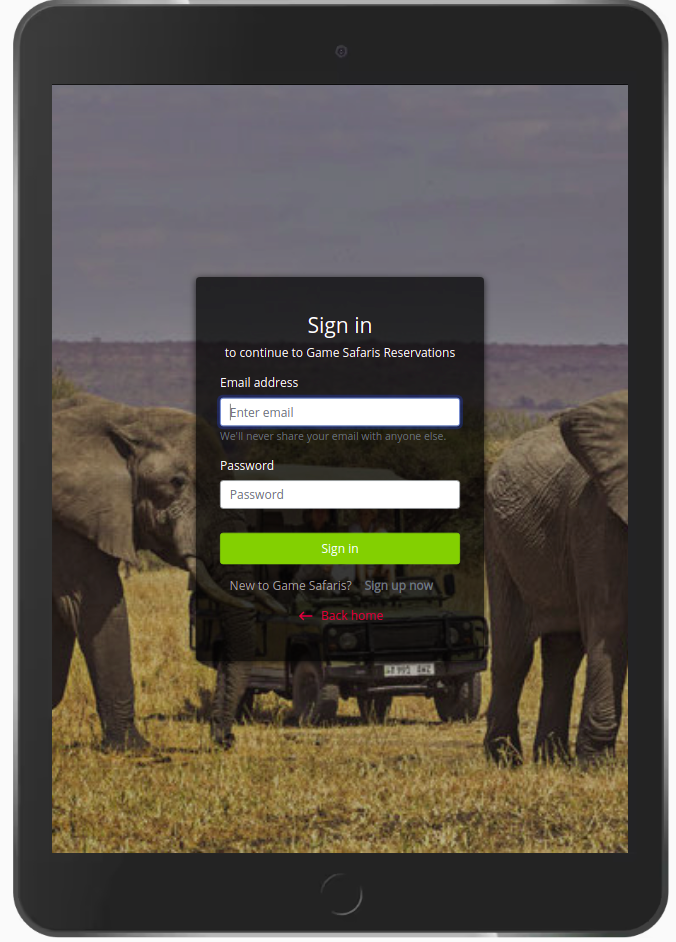 Sign in
to continue to Game Safaris Reservations
Email address
Enter email
We'll never share your email with anyone else.
Password
Password
Sign in
New to Game Safaris? Sign up now
← Back home